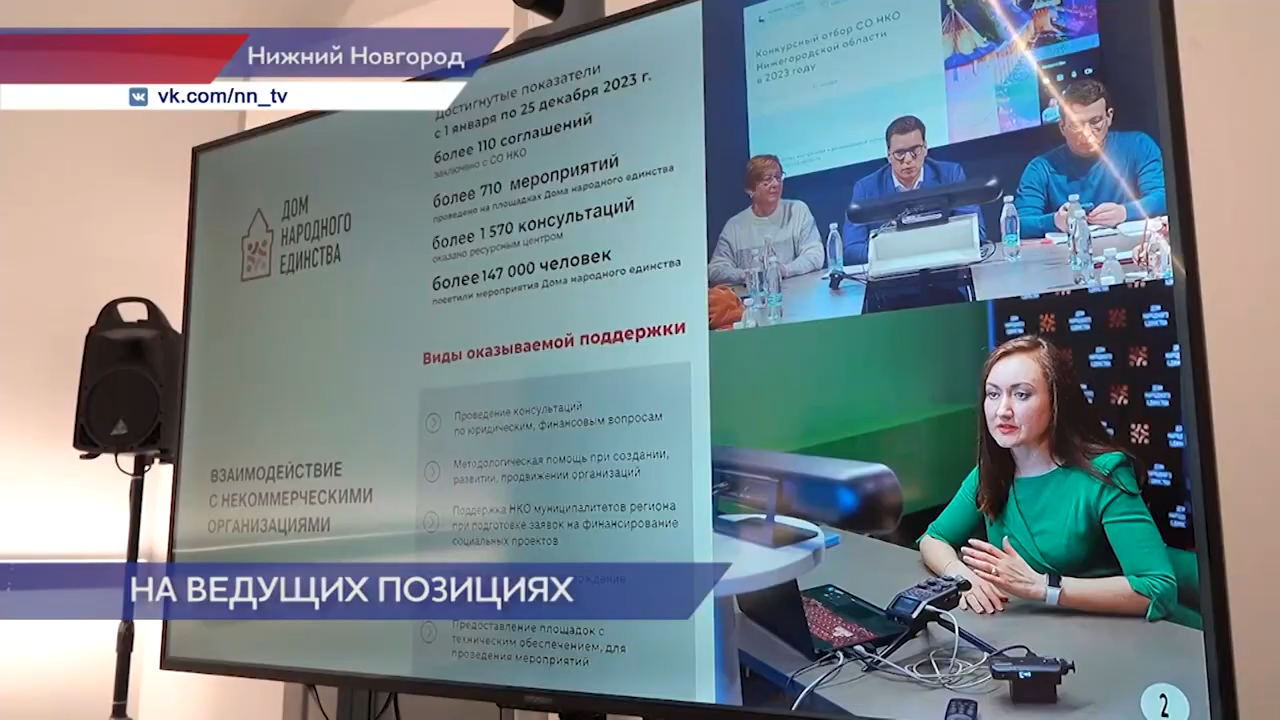 Нижний Новгород
vk.com/nn_tv
Достигнутые показатели
с 1 января по 25 декабря 2023 г.
более 110 соглашений
заключено с СО НКО
более 710 мероприятий
проведено на площадках Дома народного единства
более 1 570 консультаций
оказано ресурсным центром
более 147 000 человек
посетили мероприятия Дома народного единства
ДОМ
НАРОДНОГО
ЕДИНСТВА
Виды оказываемой поддержки
Проведение консультаций
по юридическим, финансовым вопросам
Методологическая помощь при создании,
развитии, продвижении организаций
Поддержка НКО муниципалитетов региона
при подготовке заявок на финансирование
социальных проектов
Предоставление площадок с
техническим обеспечением, для
проведения мероприятий
ВЗАИМОДЕЙСТВИЕ
С НЕКОММЕРЧЕСКИМИ
ОРГАНИЗАЦИЯМИ
Конкурсный отбор СО НКО
Нижегородской области
в 2023 году
2
НА ВЕДУЩИХ ПОЗИЦИЯХ